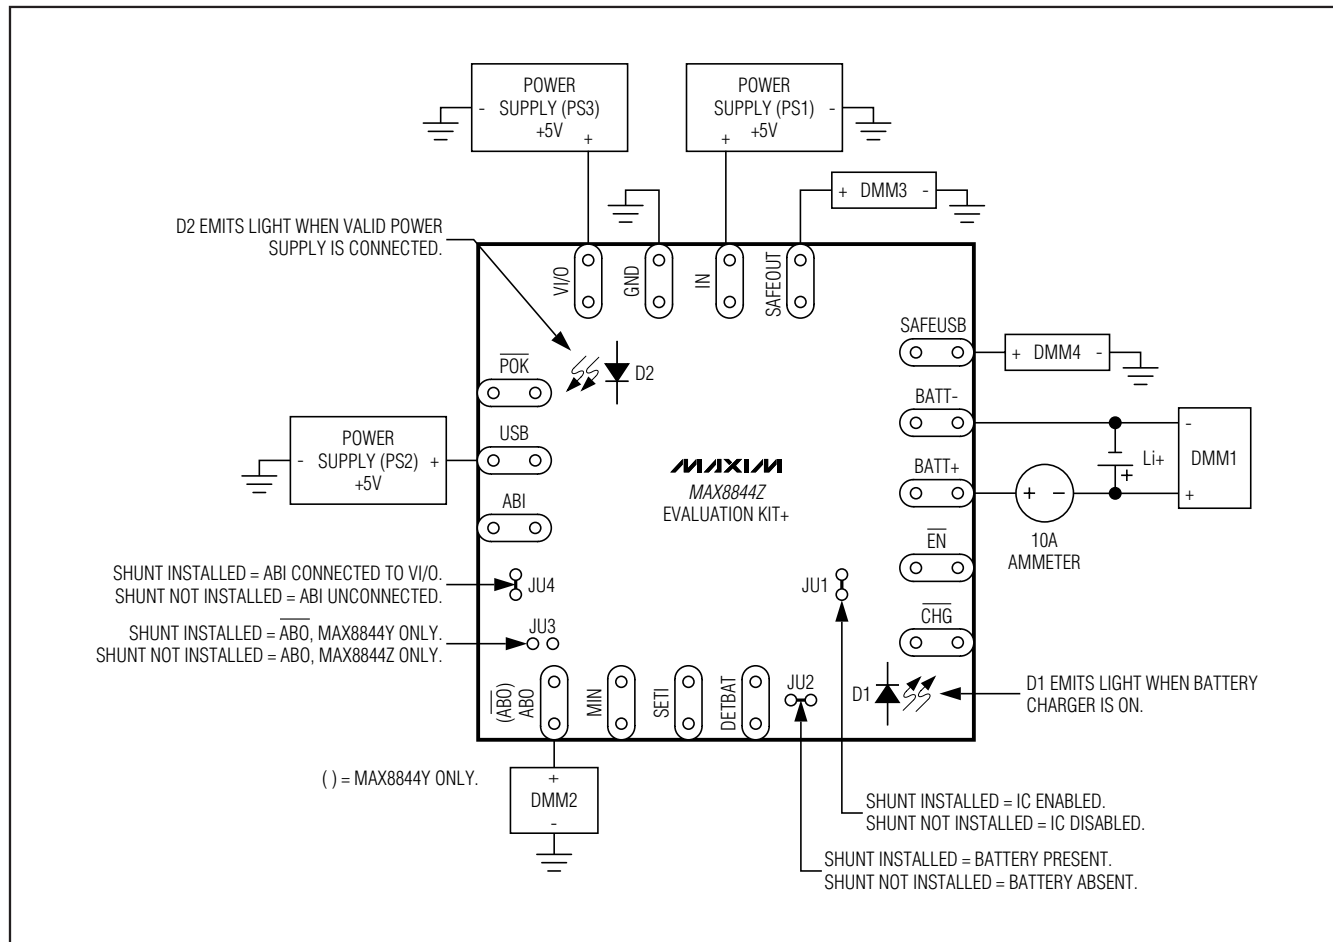 POWER
SUPPLY (PS3)
+5V
-
+
POWER
SUPPLY (PS1)
+5V
-
+
+ DMM3 -
D2 EMITS LIGHT WHEN VALID POWER
SUPPLY IS CONNECTED.
VI/O
GND
IN
SAFEOUT
SAFEUSB
+ DMM4 -
POK
D2
BATT-
USB
POWER
SUPPLY (PS2)
+5V
-
+
MAXIM
MAX8844Z
EVALUATION KIT+
BATT+
+ -
10A
AMMETER
Li+
+
-
DMM1
+
ABI
EN
SHUNT INSTALLED = ABI CONNECTED TO VI/O.
SHUNT NOT INSTALLED = ABI UNCONNECTED.
JU4
JU1
SHUNT INSTALLED = ABO, MAX8844Y ONLY.
SHUNT NOT INSTALLED = ABO, MAX8844Z ONLY.
JU3
CHG
(ABO)
ABO
MIN
SETI
DETBAT
JU2
D1
D1 EMITS LIGHT WHEN BATTERY
CHARGER IS ON.
( ) = MAX8844Y ONLY.
+
DMM2
-
SHUNT INSTALLED = IC ENABLED.
SHUNT NOT INSTALLED = IC DISABLED.
SHUNT INSTALLED = BATTERY PRESENT.
SHUNT NOT INSTALLED = BATTERY ABSENT.